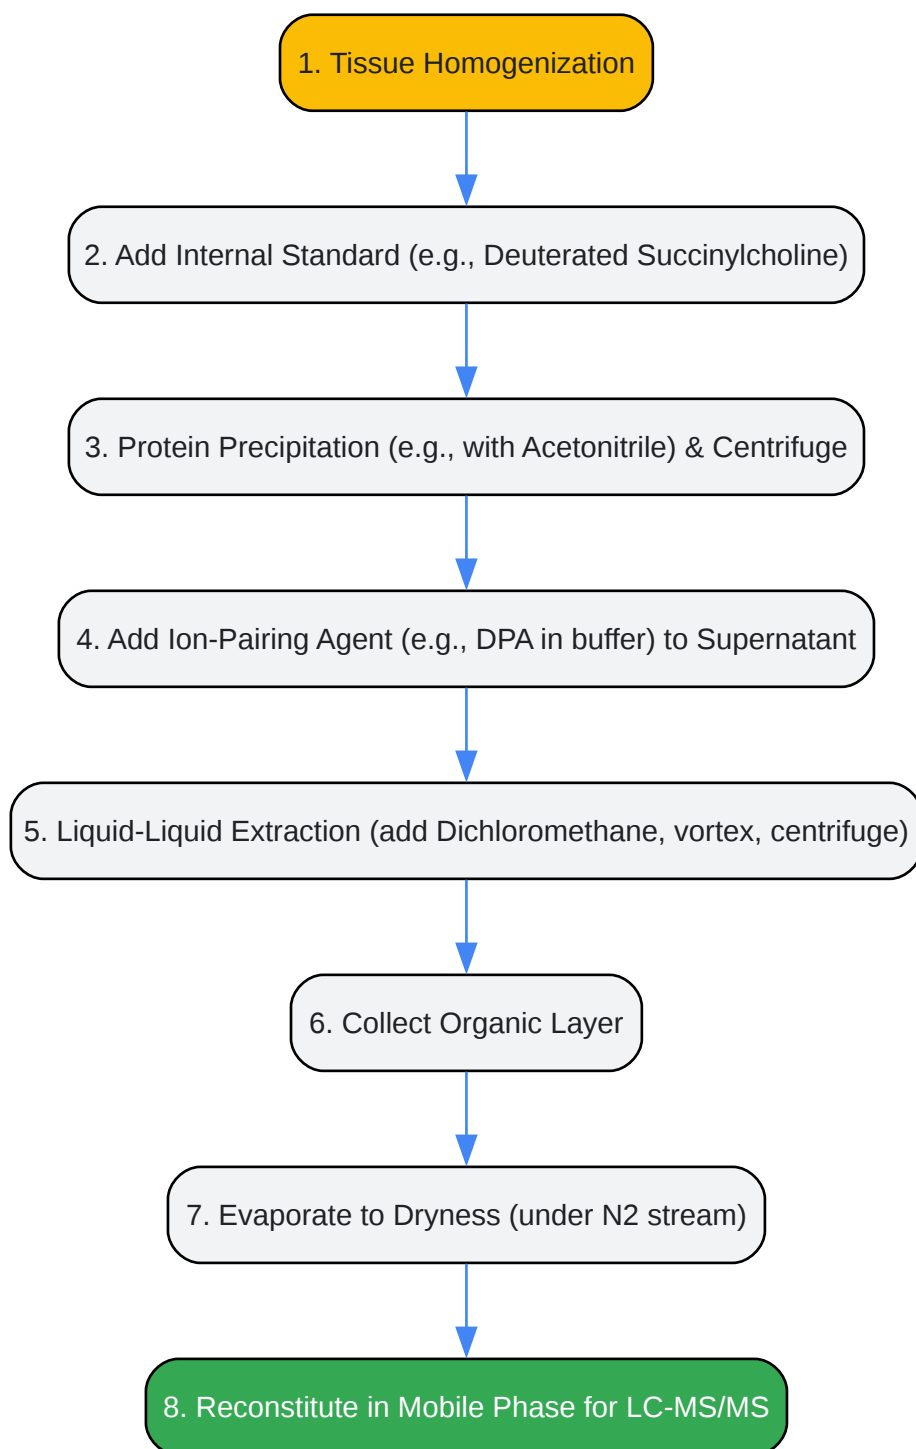 1. Tissue Homogenization
2. Add Internal Standard (e.g., Deuterated Succinylcholine)
3. Protein Precipitation (e.g., with Acetonitrile) & Centrifuge
4. Add Ion-Pairing Agent (e.g., DPA in buffer) to Supernatant
5. Liquid-Liquid Extraction (add Dichloromethane, vortex, centrifuge)
6. Collect Organic Layer
7. Evaporate to Dryness (under N2 stream)
8. Reconstitute in Mobile Phase for LC-MS/MS